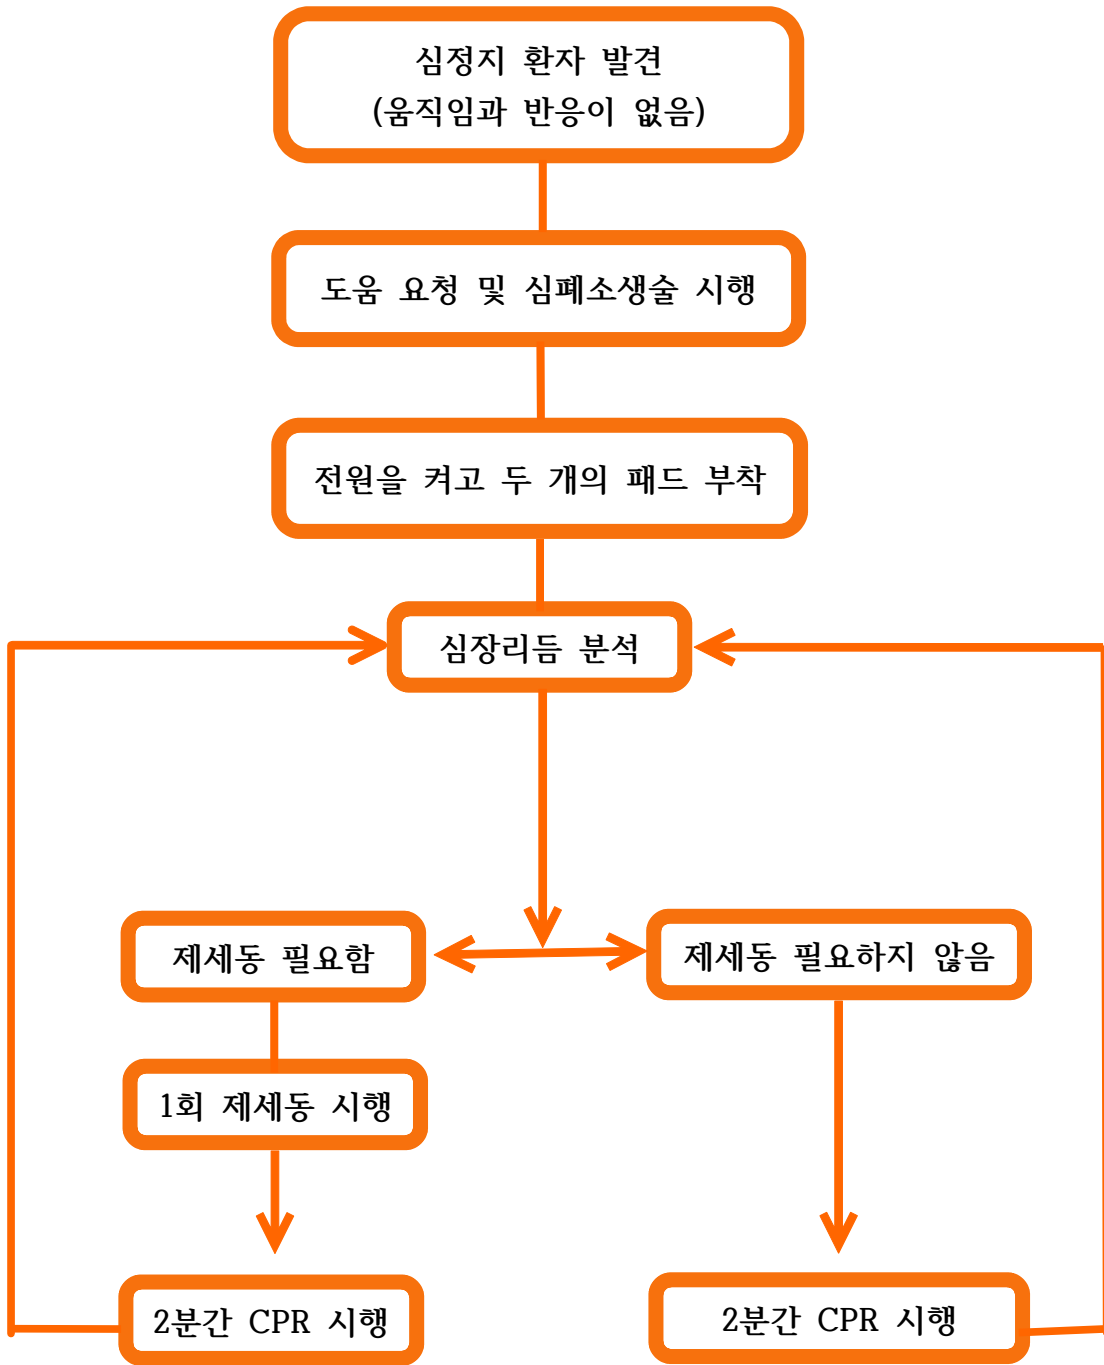 심정지 환자 발견
(움직임과 반응이 없음)
도움 요청 및 심폐소생술 시행
전원을 켜고 두 개의 패드 부착
심장리듬 분석
제세동 필요함
제세동 필요하지 않음
1회 제세동 시행
2분간 CPR 시행
2분간 CPR 시행